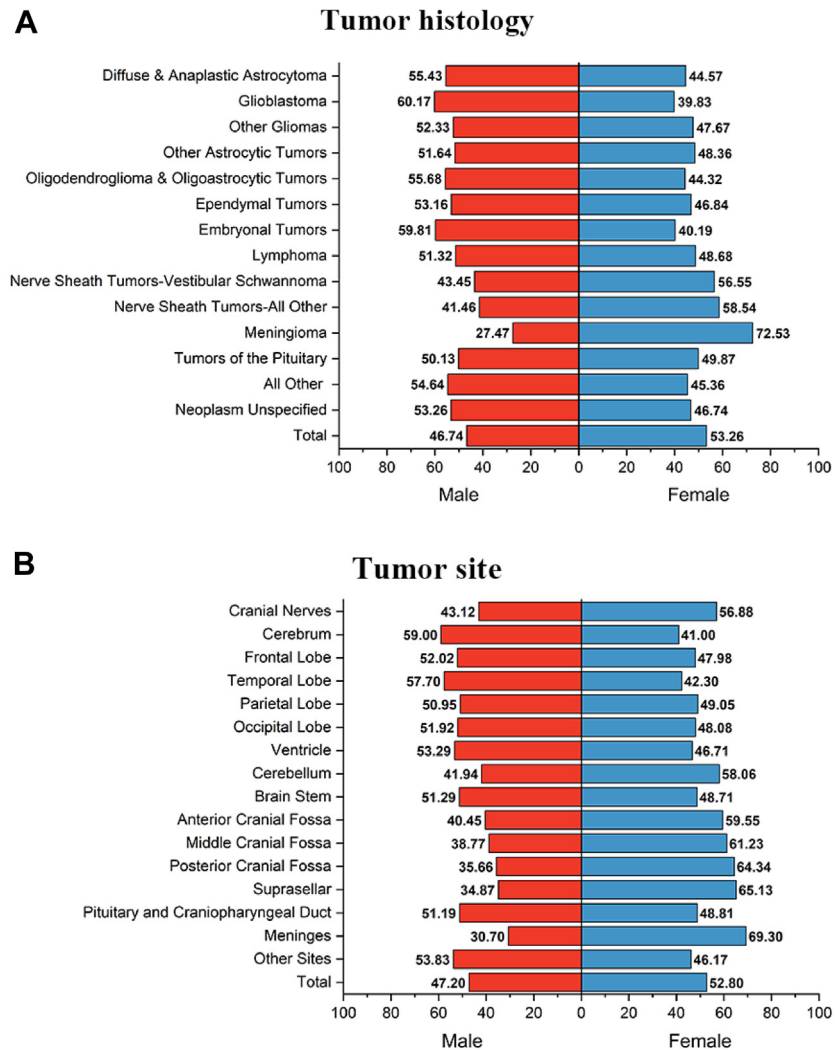 A
Tumor histology
Diffuse & Anaplastic Astrocytoma 55.43 44.57
Glioblastoma 60.17 39.83
Other Gliomas 52.33 47.67
Other Astrocytic Tumors 51.64 48.36
Oligodendroglioma & Oligoastrocytic Tumors 55.68 44.32
Ependymal Tumors 53.16 46.84
Embryonal Tumors 59.81 40.19
Lymphoma 51.32 48.68
Nerve Sheath Tumors-Vestibular Schwannoma 43.45 56.55
Nerve Sheath Tumors-All Other 41.46 58.54
Meningioma 27.47 72.53
Tumors of the Pituitary 50.13 49.87
All Other 54.64 45.36
Neoplasm Unspecified 53.26 46.74
Total 46.74 53.26
100 80 60 40 20 0 20 40 60 80 100
Male Female
B
Tumor site
Cranial Nerves 43.12 56.88
Cerebrum 59.00 41.00
Frontal Lobe 52.02 47.98
Temporal Lobe 57.70 42.30
Parietal Lobe 50.95 49.05
Occipital Lobe 51.92 48.08
Ventricle 53.29 46.71
Cerebellum 41.94 58.06
Brain Stem 51.29 48.71
Anterior Cranial Fossa 40.45 59.55
Middle Cranial Fossa 38.77 61.23
Posterior Cranial Fossa 35.66 64.34
Suprasellar 34.87 65.13
Pituitary and Craniopharyngeal Duct 51.19 48.81
Meninges 30.70 69.30
Other Sites 53.83 46.17
Total 47.20 52.80
100 80 60 40 20 0 20 40 60 80 100
Male Female